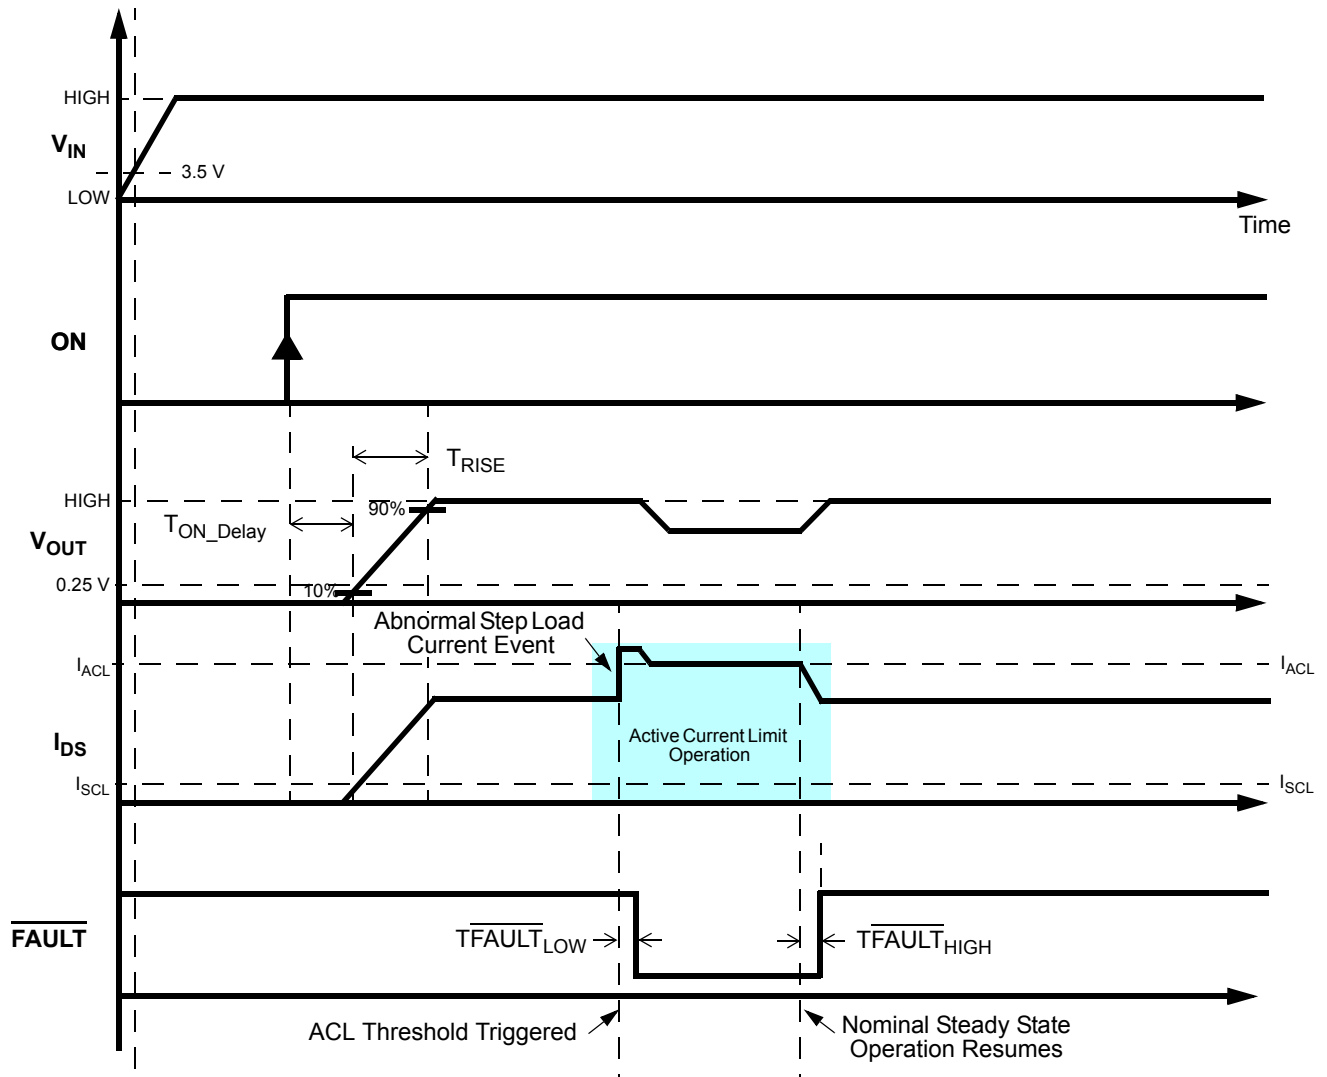 HIGH
VIN
3.5 V
LOW
Time
ON
TRISE
HIGH
90%
TON_Delay
VOUT
0.25 V
10%
Abnormal Step Load
Current Event
IACL
IACL
IDS
Active Current Limit
Operation
ISCL
ISCL
FAULT
TFAULTLOW
TFAULTHIGH
ACL Threshold Triggered
Nominal Steady State
Operation Resumes